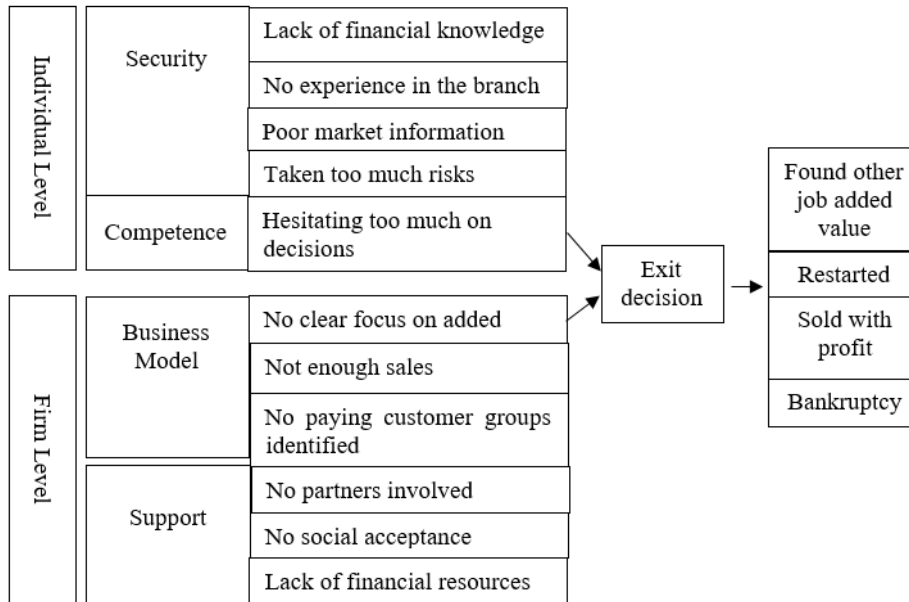 Individual Level
Security
Lack of financial knowledge
No experience in the branch
Poor market information
Taken too much risks
Competence
Hesitating too much on
decisions
Firm Level
Business
Model
No clear focus on added
Not enough sales
No paying customer groups
identified
Support
No partners involved
No social acceptance
Lack of financial resources
Exit
decision
Found other
job added
value
Restarted
Sold with
profit
Bankruptcy